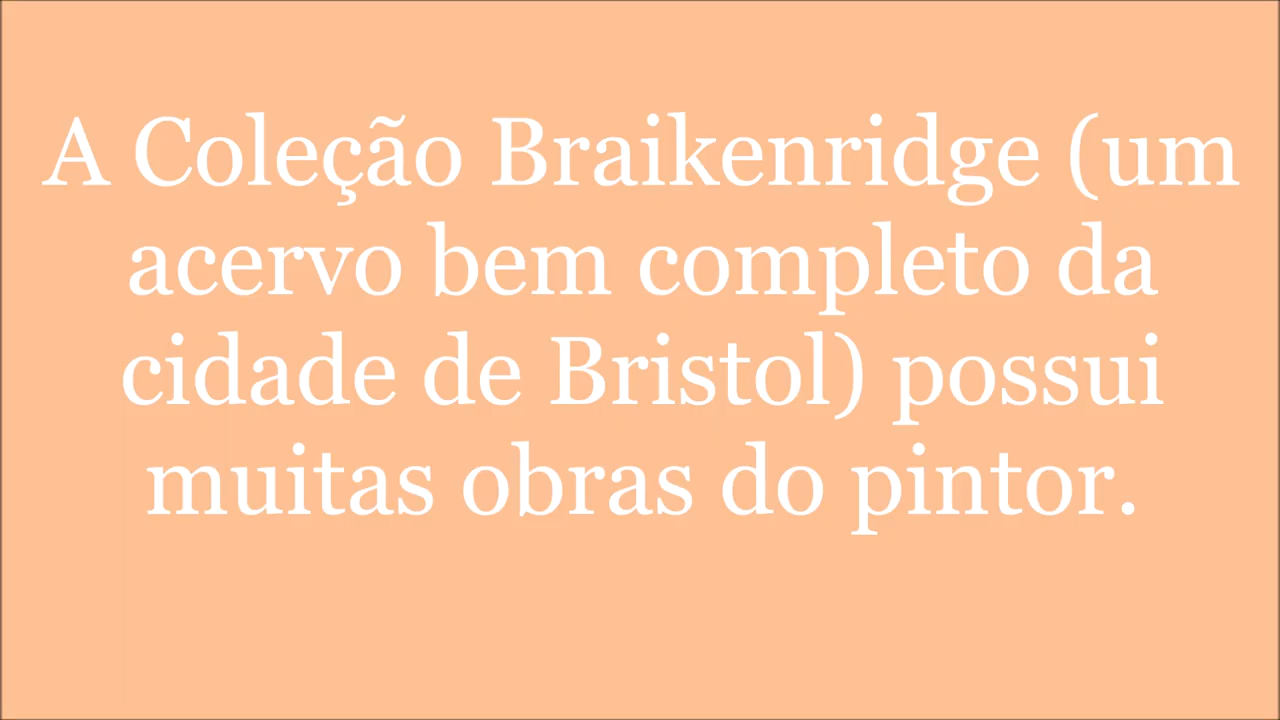 A Coleção Braikenridge (um
acervo bem completo da
cidade de Bristol) possui
muitas obras do pintor.